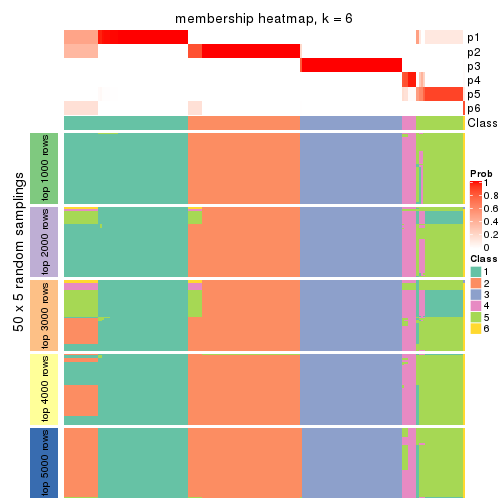 membership heatmap, k = 6
p1
p2
p3
p4
p5
p6
Class
50 x 5 random samplings
top 1000 rows
top 2000 rows
top 3000 rows
top 4000 rows
top 5000 rows
Prob
1
0.8
0.6
0.4
0.2
0
Class
1
2
3
4
5
6